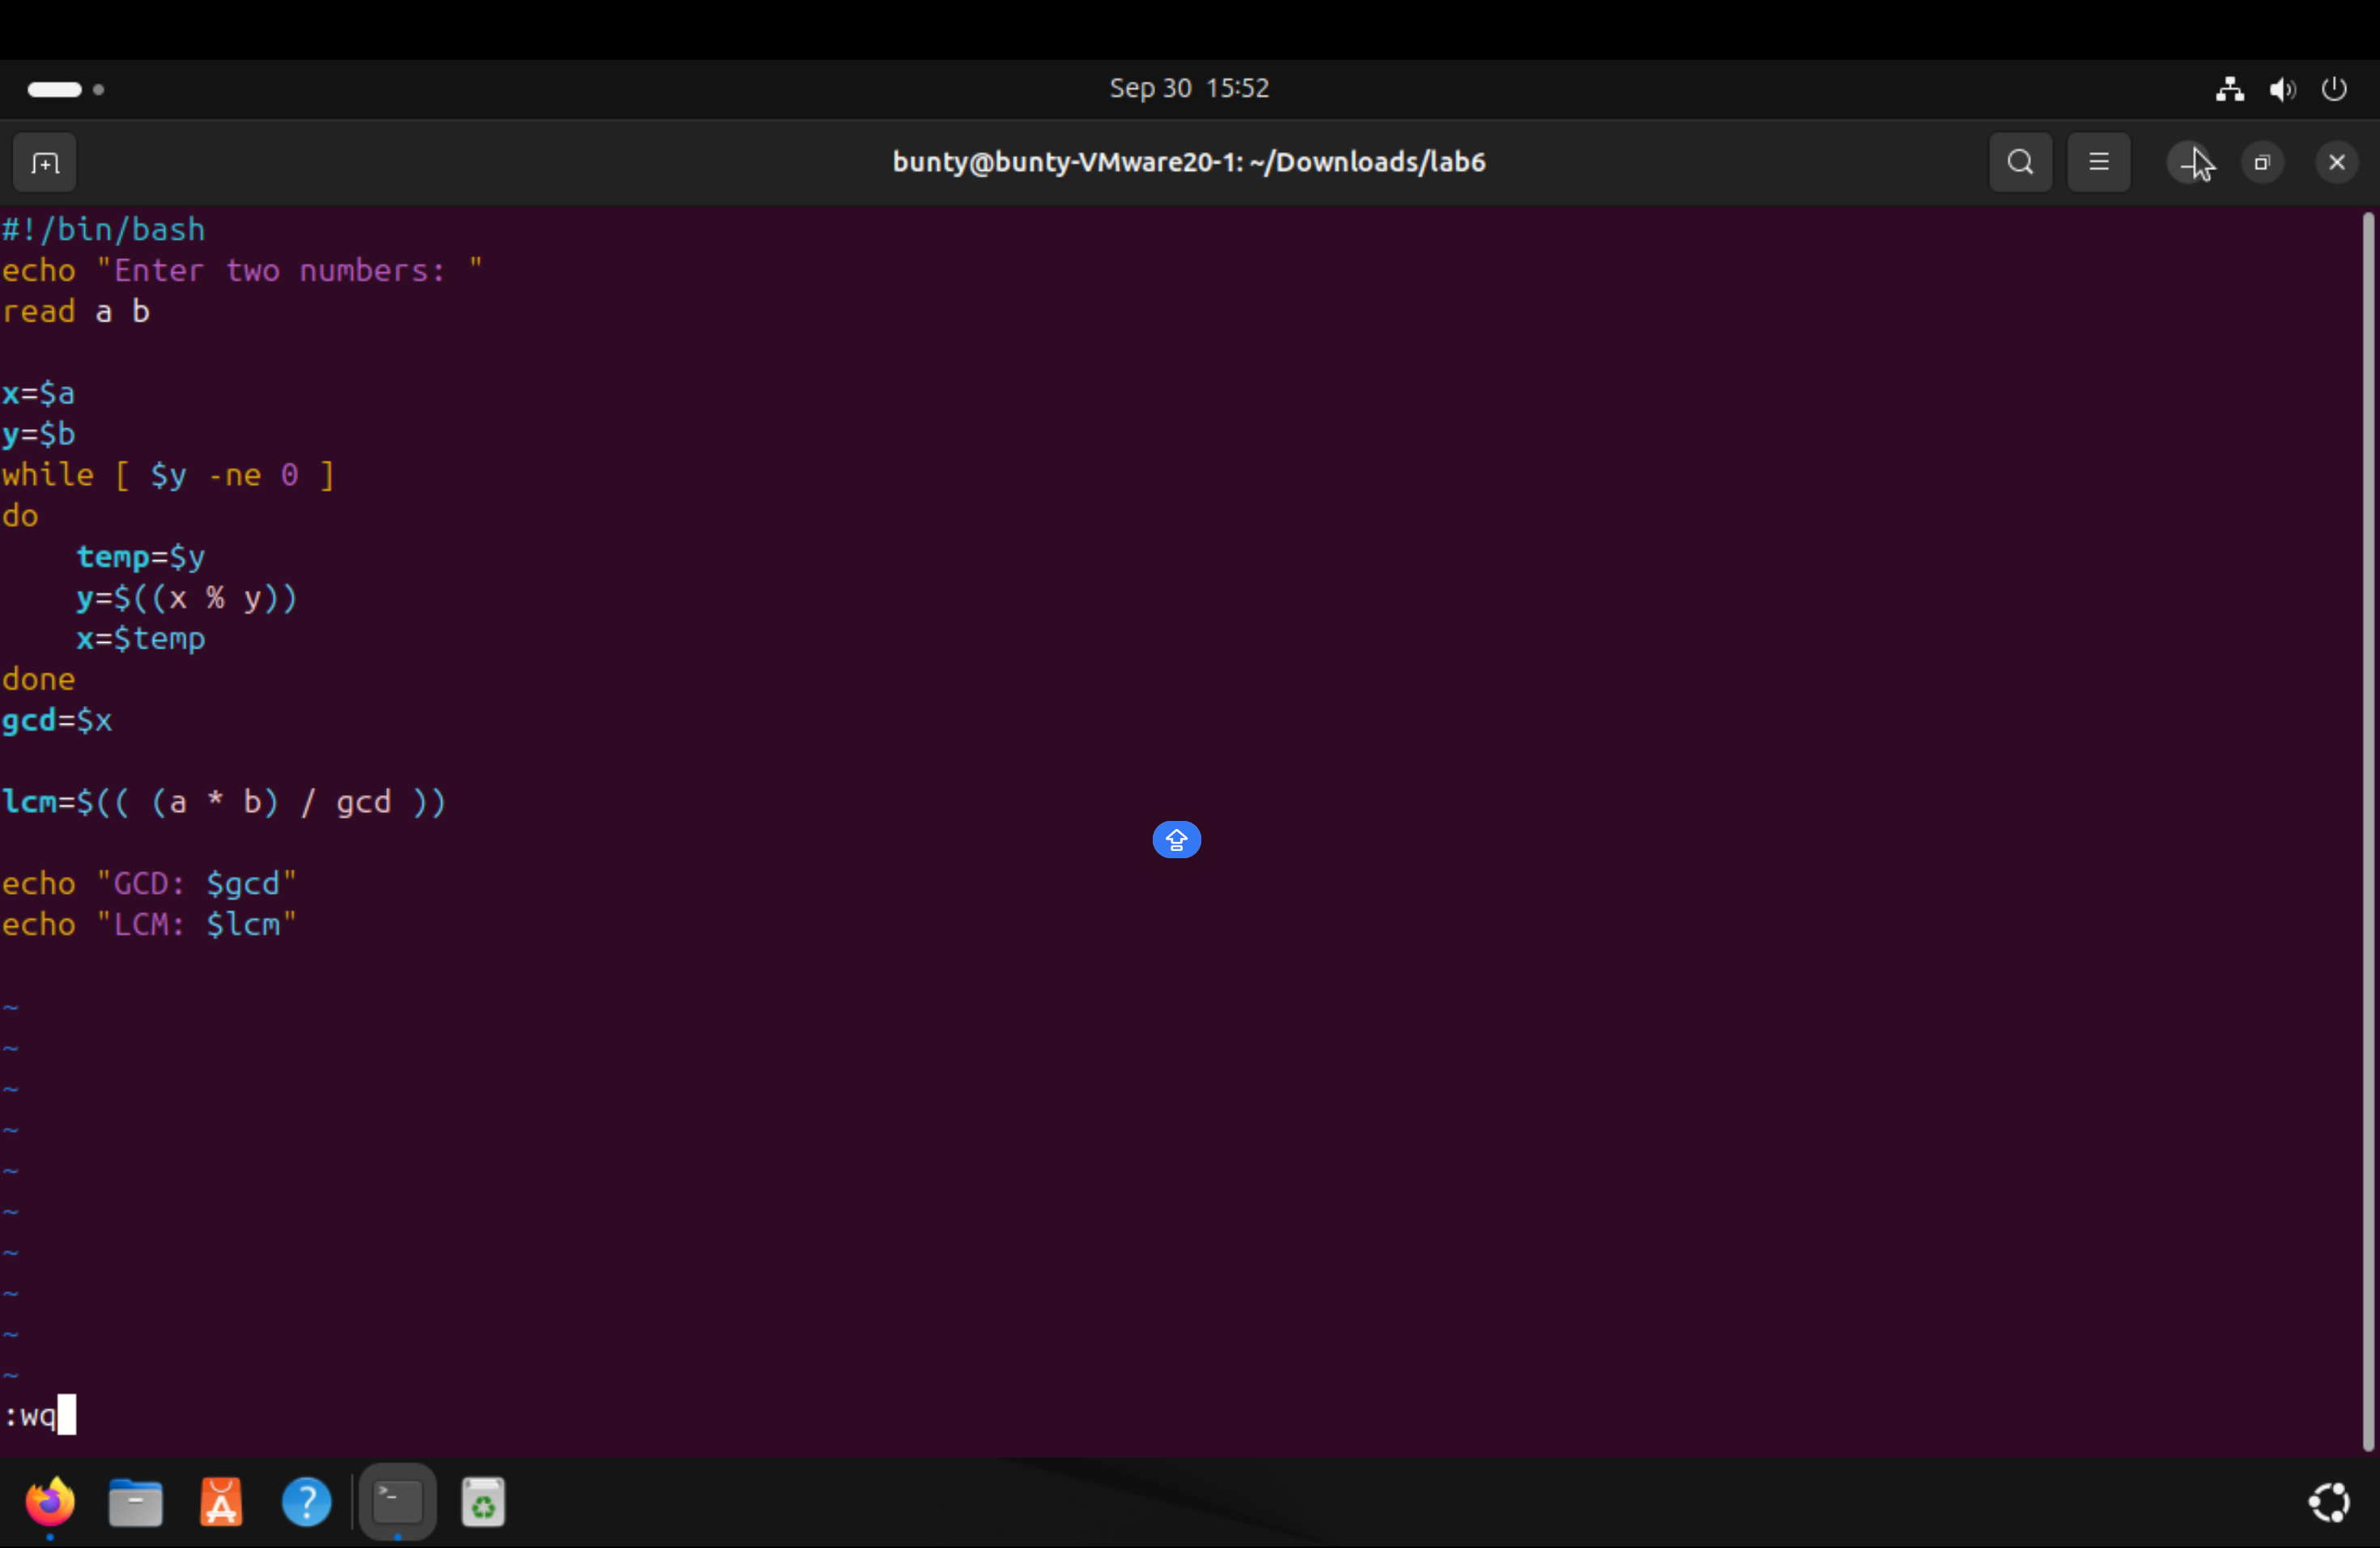 Sep 30 15:52
bunty@bunty-VMware20-1: ~/Downloads/lab6
#!/bin/bash
echo "Enter two numbers: "
read a b
x=$a
y=$b
while [ $y -ne 0 ]
do
    temp=$y
    y=$((x % y))
    x=$temp
done
gcd=$x
lcm=$(( (a * b) / gcd ))
echo "GCD: $gcd"
echo "LCM: $lcm"
~
~
~
~
~
~
~
~
~
~
:wq